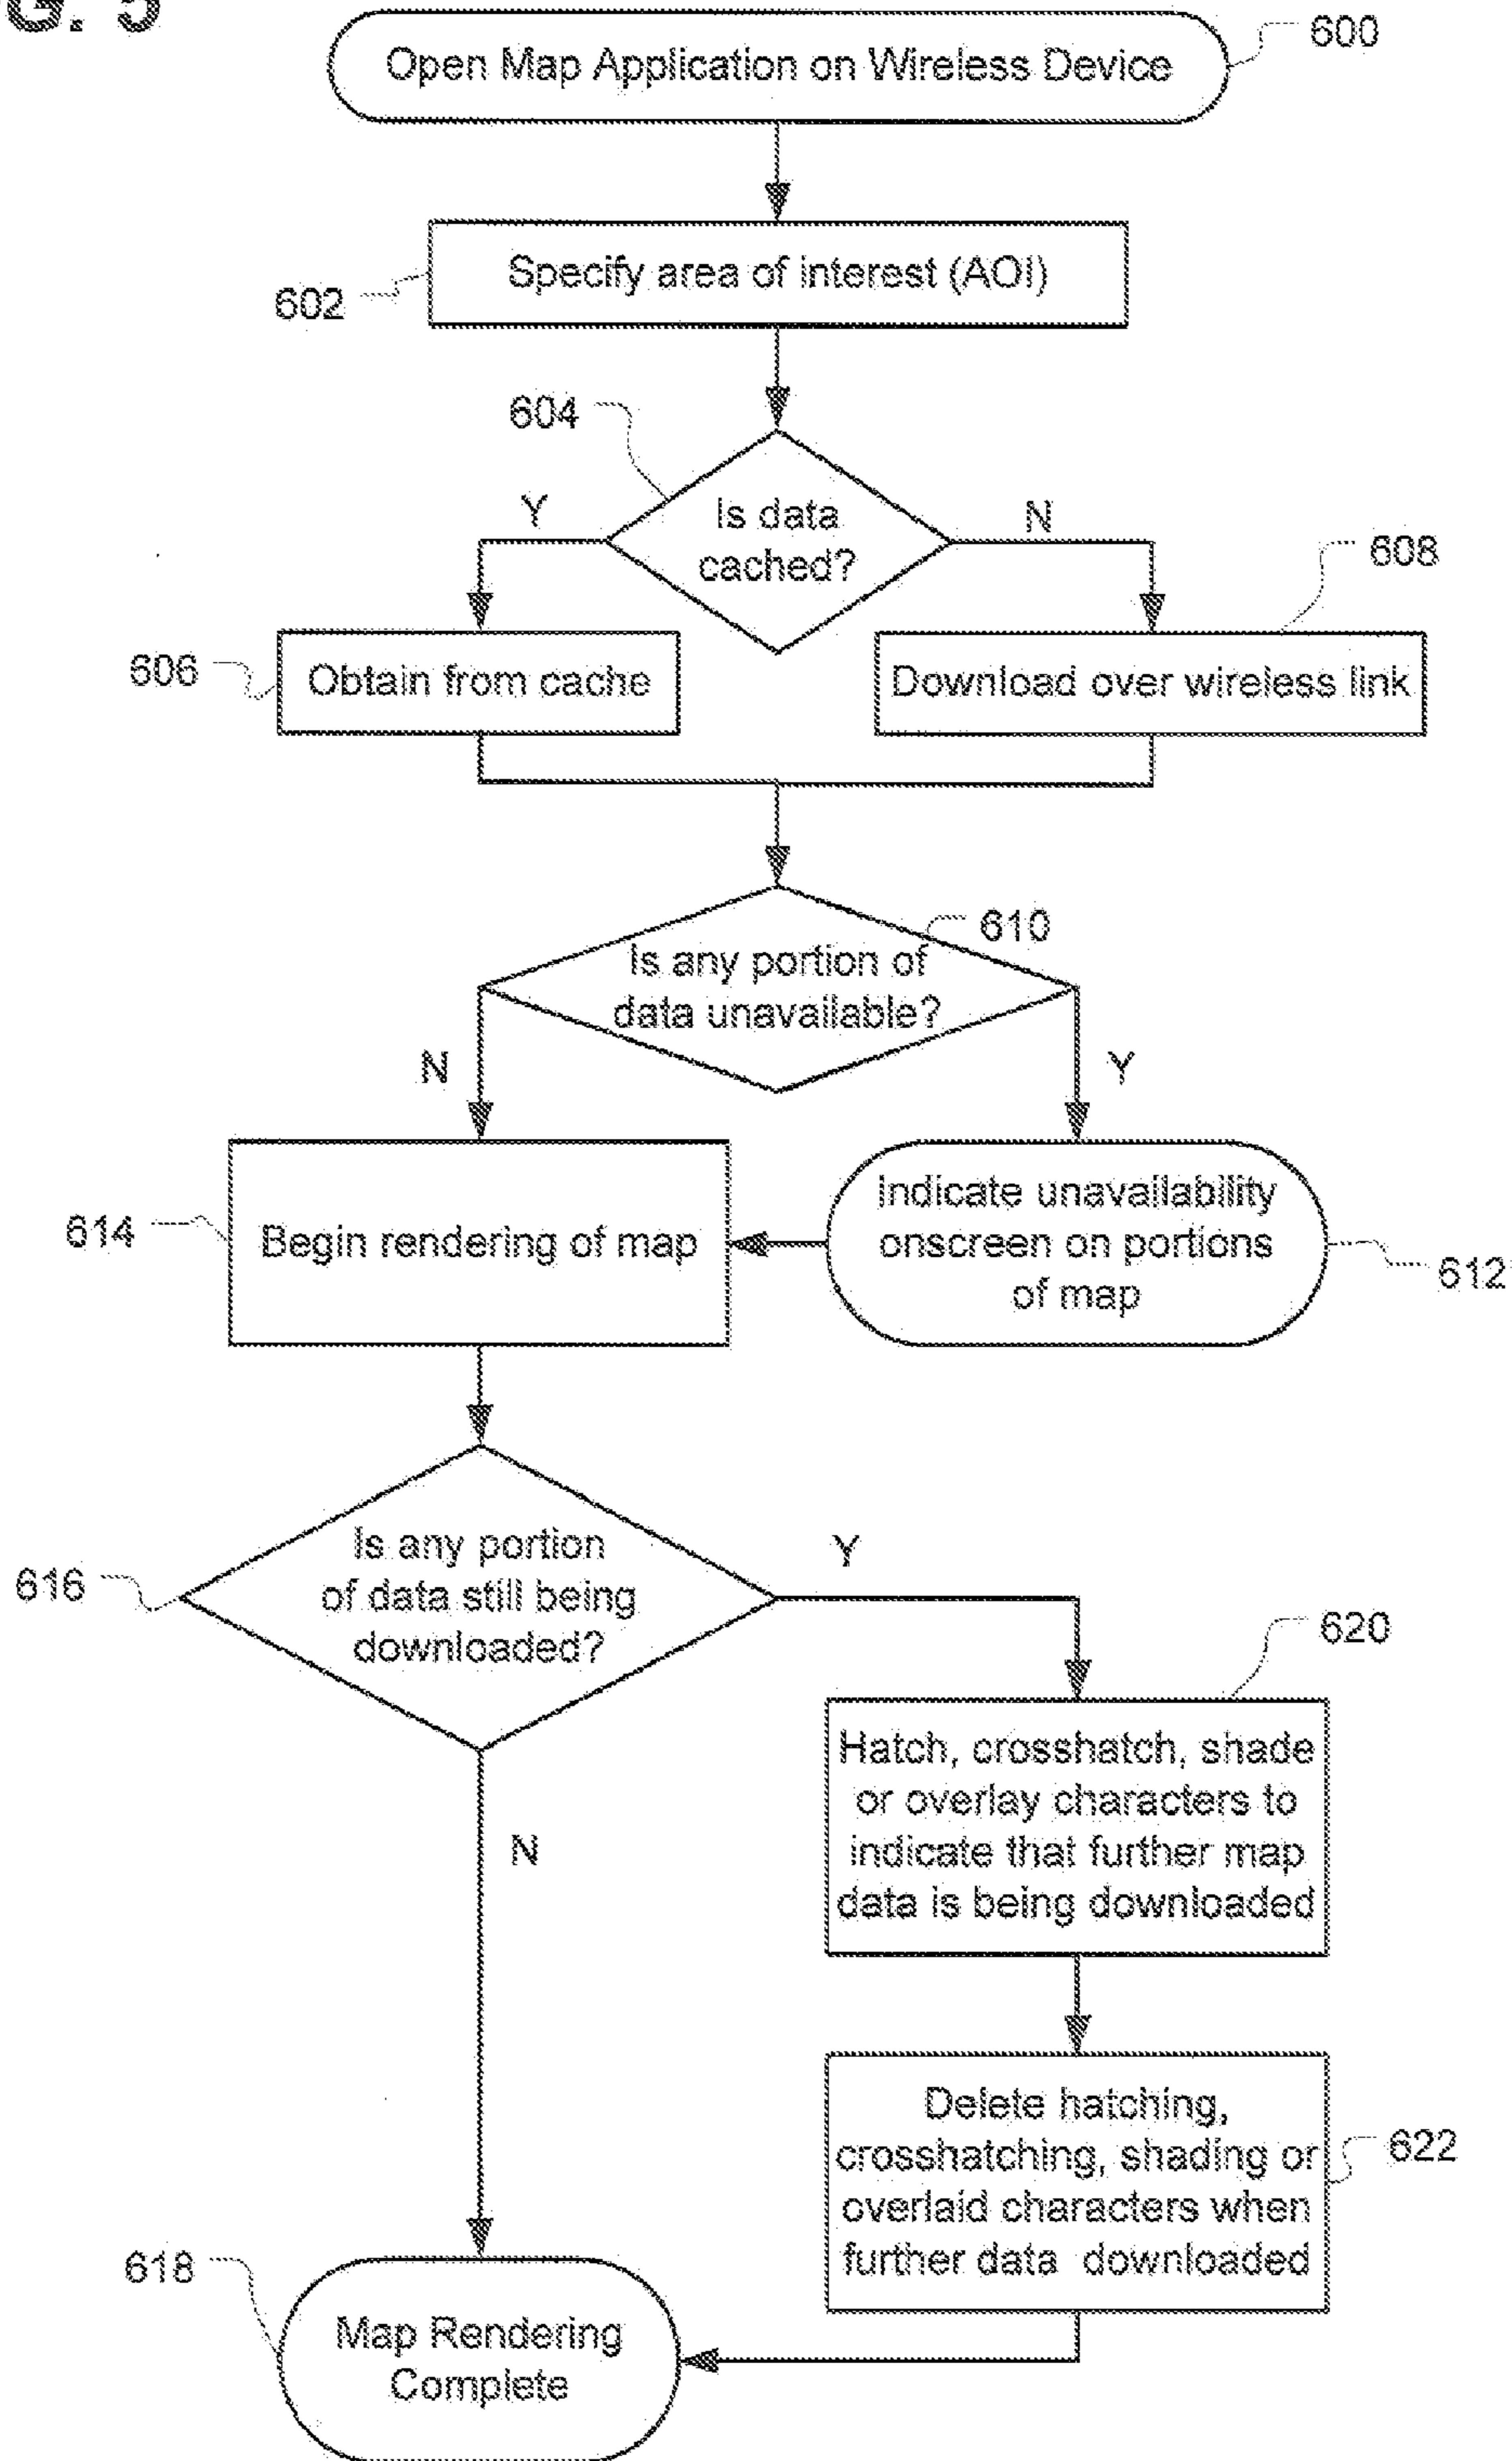 G. 5
Open Map Application on Wireless Device
600
Specify area of interest (AOI)
602
604
Y
Is data
cached?
N
608
606
Obtain from cache
Download over wireless link
610
Is any portion of
data unavailable?
N
Y
614
Begin rendering of map
Indicate unavailability
onscreen on portions
of map
612
616
Is any portion
of data still being
downloaded?
Y
620
N
Hatch, crosshatch, shade
or overlay characters to
indicate that further map
data is being downloaded
Delete hatching,
crosshatching, shading or
overlaid characters when
further data downloaded
622
618
Map Rendering
Complete